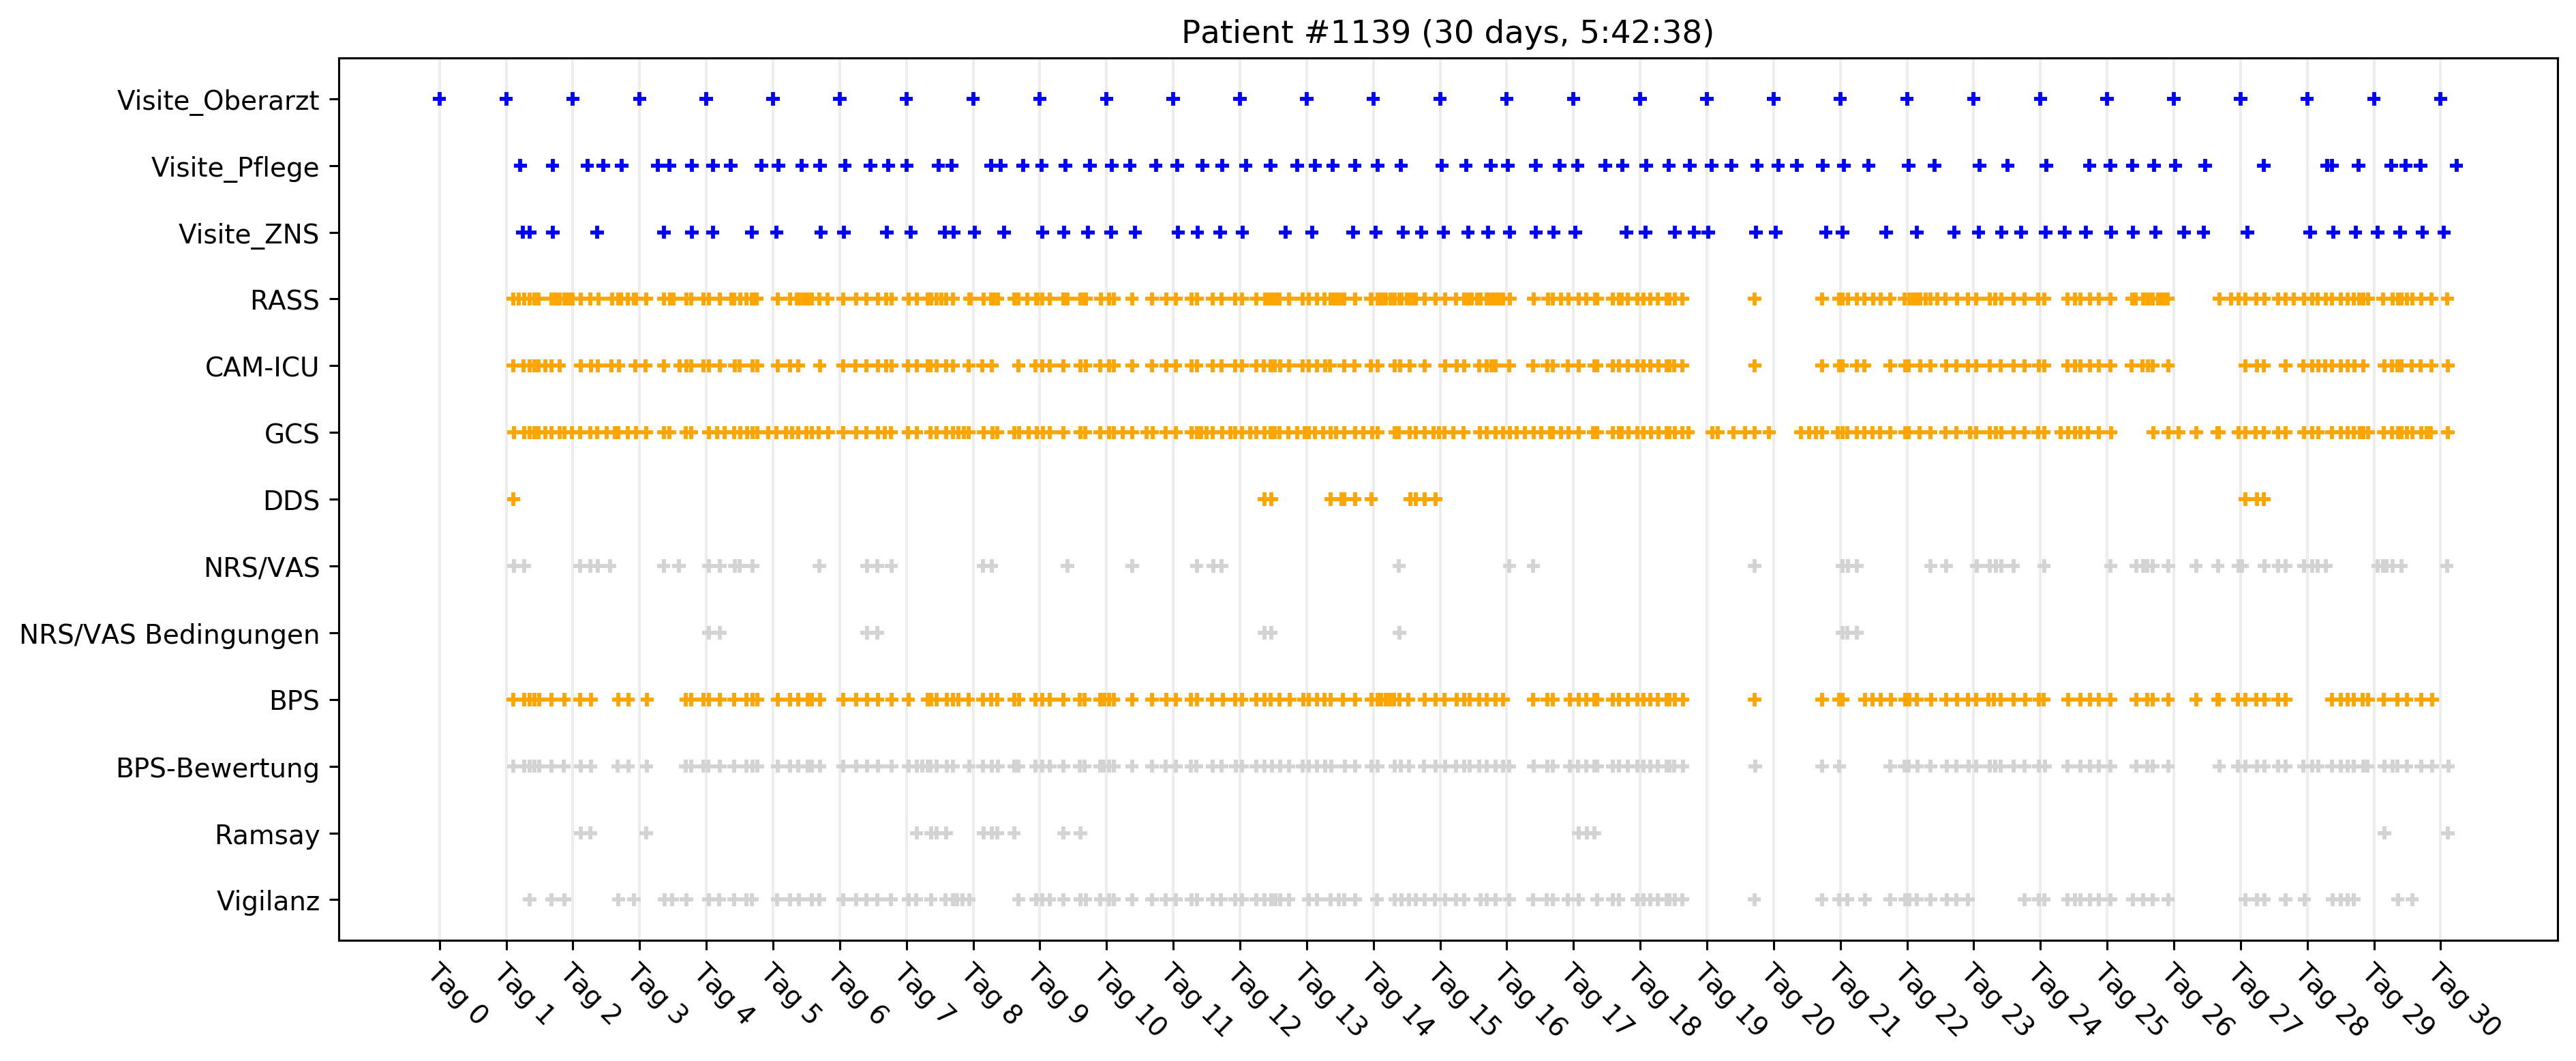 Patient #1139 (30 days, 5:42:38)
Visite_Oberarzt
Visite_Pflege
Visite_ZNS
RASS
CAM-ICU
GCS
DDS
NRS/VAS
NRS/VAS Bedingungen
BPS
BPS-Bewertung
Ramsay
Vigilanz
Tag 0
Tag 1
Tag 2
Tag 3
Tag 4
Tag 5
Tag 6
Tag 7
Tag 8
Tag 9
Tag 10
Tag 11
Tag 12
Tag 13
Tag 14
Tag 15
Tag 16
Tag 17
Tag 18
Tag 19
Tag 20
Tag 21
Tag 22
Tag 23
Tag 24
Tag 25
Tag 26
Tag 27
Tag 28
Tag 29
Tag 30